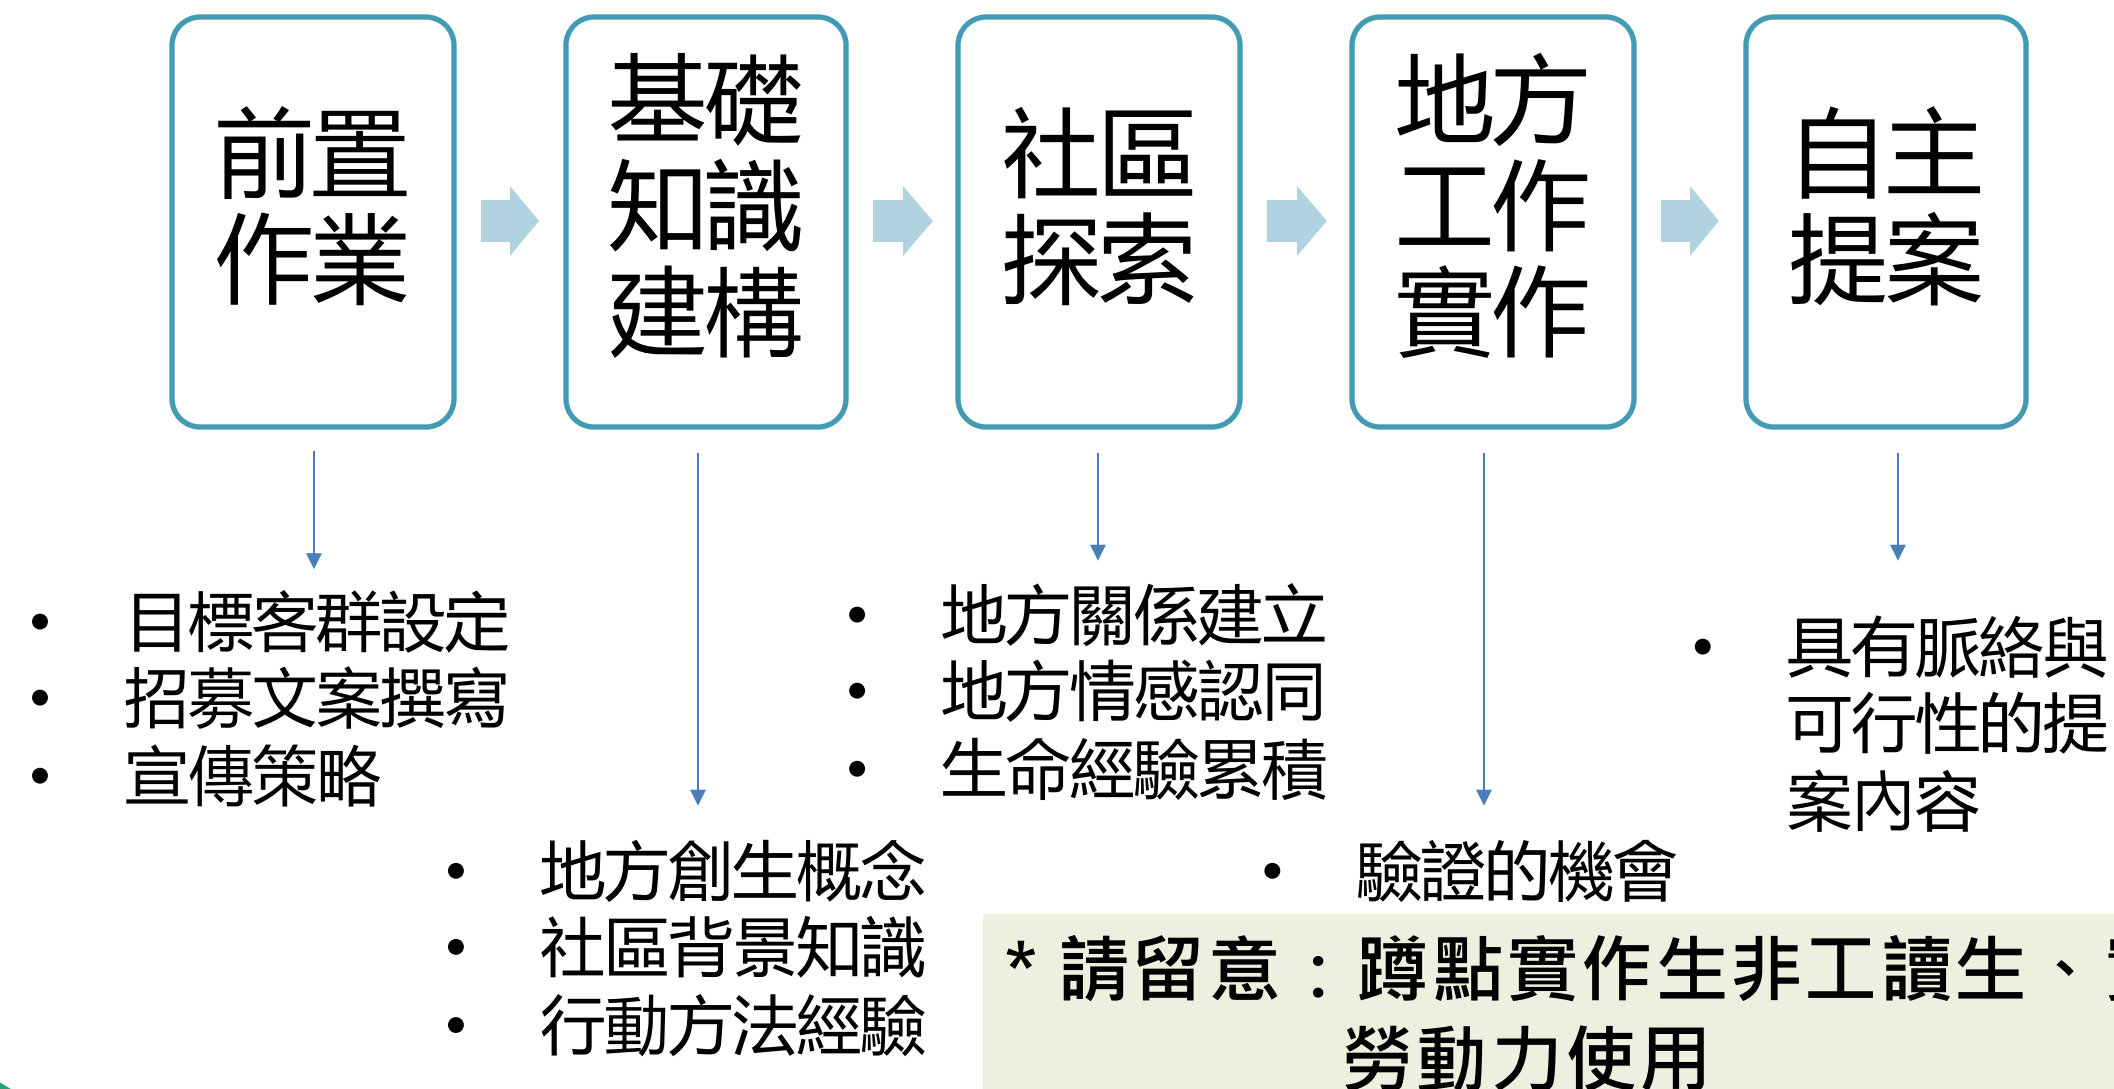 前置
作業
基礎
知識
建構
社區
探索
地方
工作
實作
自主
提案
• 目標客群設定
• 招募文案撰寫
• 宣傳策略
• 地方創生概念
• 社區背景知識
• 行動方法經驗
• 地方關係建立
• 地方情感認同
• 生命經驗累積
• 驗證的機會
• 具有脈絡與
可行性的提
案內容
* 請留意：蹲點實作生非工讀生、
勞動力使用